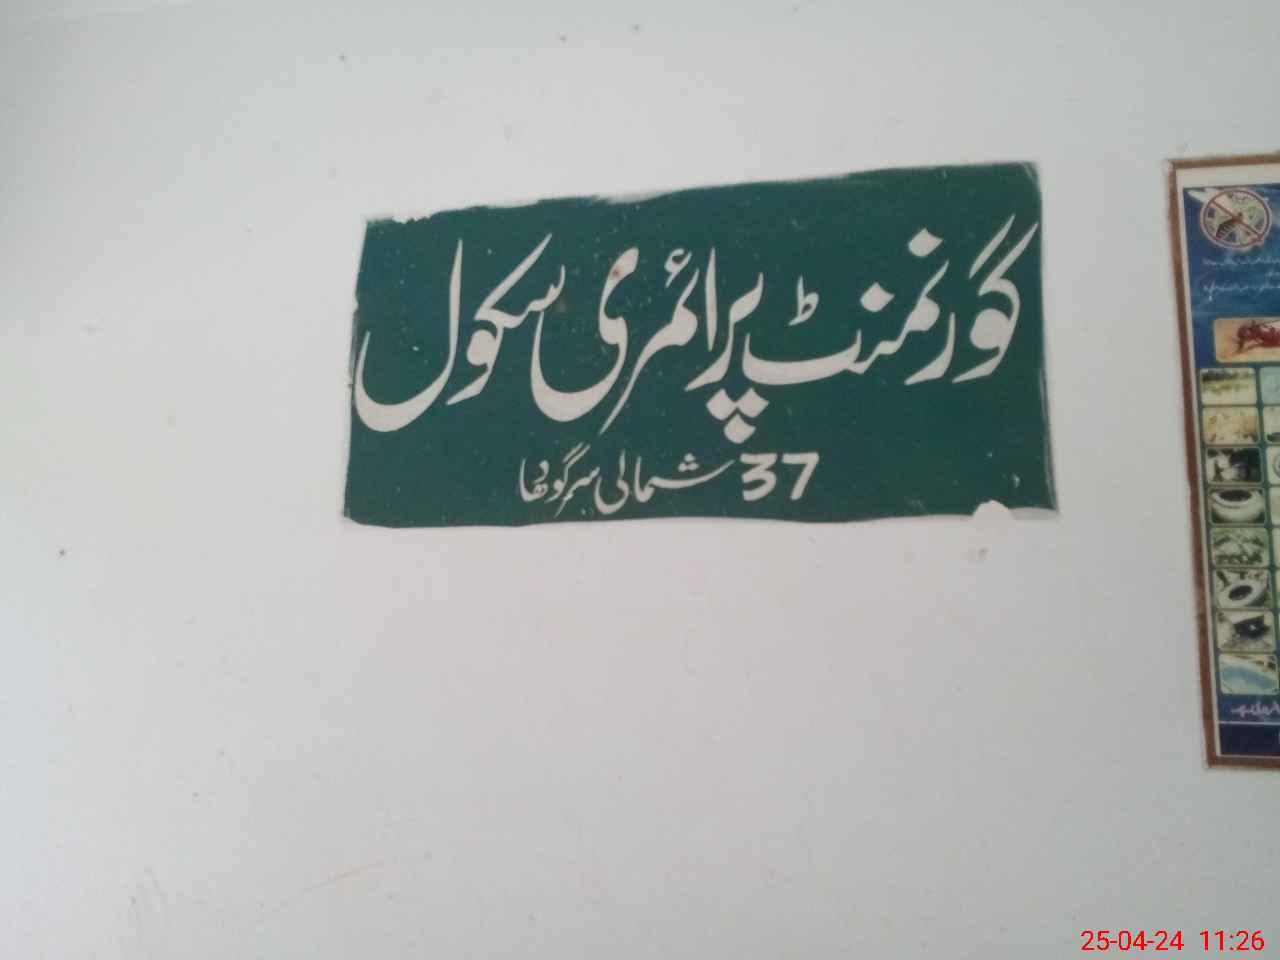 گورنمنٹ پرائمری سکول
37 شمالی سرگودھا
25-04-24 11:26